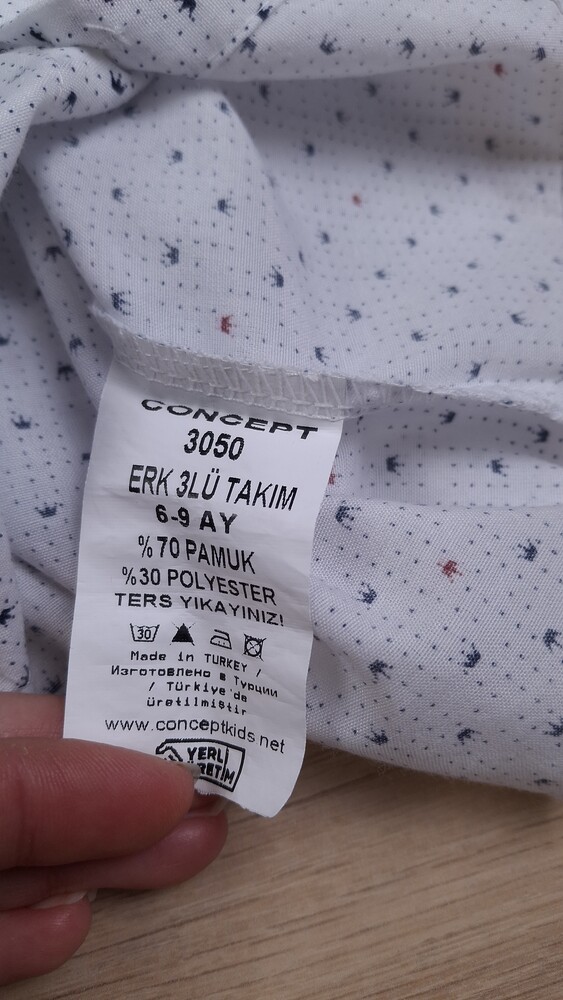 CONCEPT
3050
ERK 3LÜ TAKIM
6-9 AY
%70 PAMUK
%30 POLYESTER
TERS YIKAYINIZ!
30
Made in TURKEY /
Изготовлено в Турции
/ Türkiye'de
üretilmiştir
www.conceptkids.net
YERLİ
ÜRETİM